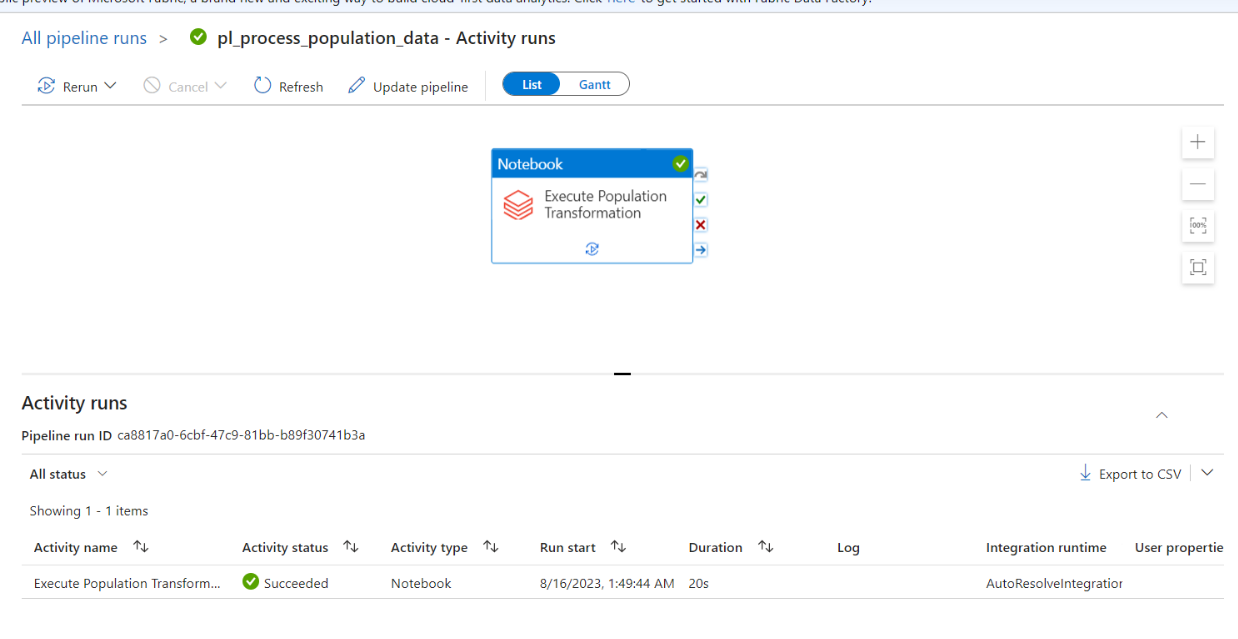 public preview of Microsoft Fabric, a brand new and exciting way to build cloud-first data analytics. Click here to get started with Fabric Data Factory.
All pipeline runs > pl_process_population_data - Activity runs
Rerun Cancel Refresh Update pipeline List Gantt
Notebook
Execute Population
Transformation
100%
Activity runs
Pipeline run ID ca8817a0-6cbf-47c9-81bb-b89f30741b3a
All status Export to CSV
Showing 1 - 1 items
Activity name Activity status Activity type Run start Duration Log Integration runtime User propertie
Execute Population Transform... Succeeded Notebook 8/16/2023, 1:49:44 AM 20s AutoResolveIntegration